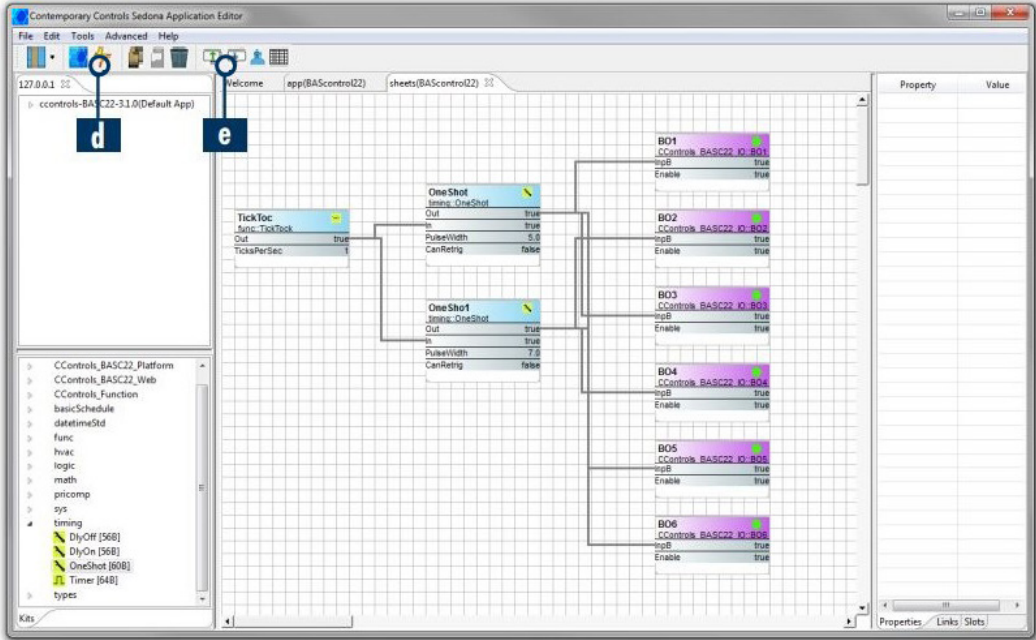 Contemporary Controls Sedona Application Editor
File Edit Tools Advanced Help
127.0.0.1
ccontrols-BASC22-3.1.0(Default App)
d
e
Welcome app(BAScontrol22) sheets(BAScontrol22)
Property Value
TickToc
func::TickTock
Out true
TicksPerSec 1
OneShot
timing::OneShot
Out true
In true
PulseWidth 5.0
CanRetrig false
OneSho1
timing::OneShot
Out true
In true
PulseWidth 7.0
CanRetrig false
BO1
CControls_BASC22_IO::BO1
InpB true
Enable true
BO2
CControls_BASC22_IO::BO2
InpB true
Enable true
BO3
CControls_BASC22_IO::BO3
InpB true
Enable true
BO4
CControls_BASC22_IO::BO4
InpB true
Enable true
BO5
CControls_BASC22_IO::BO5
InpB true
Enable true
BO6
CControls_BASC22_IO::BO6
InpB true
Enable true
CControls_BASC22_Platform
CControls_BASC22_Web
CControls_Function
basicSchedule
datetimeStd
func
hvac
logic
math
pricomp
sys
timing
DlyOff [56B]
DlyOn [56B]
OneShot [60B]
Timer [64B]
types
Kits
Properties Links Slots